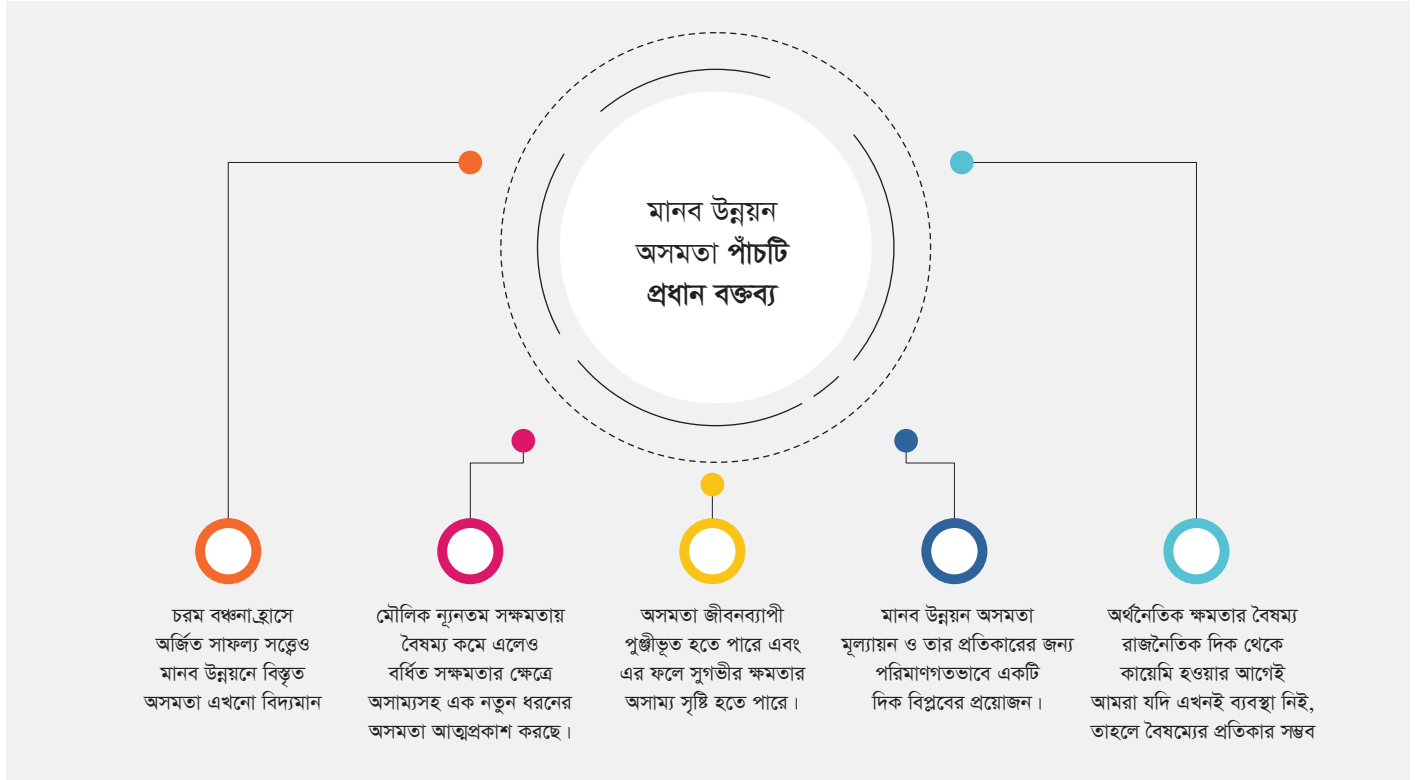 মানব উন্নয়ন
অসমতা পাঁচটি
প্রধান বক্তব্য
চরম বঞ্চনা হ্রাসে
অর্জিত সাফল্য সত্ত্বেও
মানব উন্নয়নে বিস্তৃত
অসমতা এখনো বিদ্যমান
মৌলিক ন্যূনতম সক্ষমতায়
বৈষম্য কমে এলেও
বর্ধিত সক্ষমতার ক্ষেত্রে
অসাম্যসহ এক নতুন ধরনের
অসমতা আত্মপ্রকাশ করছে।
অসমতা জীবনব্যাপী
পুঞ্জীভূত হতে পারে এবং
এর ফলে সুগভীর ক্ষমতার
অসাম্য সৃষ্টি হতে পারে।
মানব উন্নয়ন অসমতা
মূল্যায়ন ও তার প্রতিকারের জন্য
পরিমাণগতভাবে একটি
দিক বিপ্লবের প্রয়োজন।
অর্থনৈতিক ক্ষমতার বৈষম্য
রাজনৈতিক দিক থেকে
কায়েমি হওয়ার আগেই
আমরা যদি এখনই ব্যবস্থা নিই,
তাহলে বৈষম্যের প্রতিকার সম্ভব